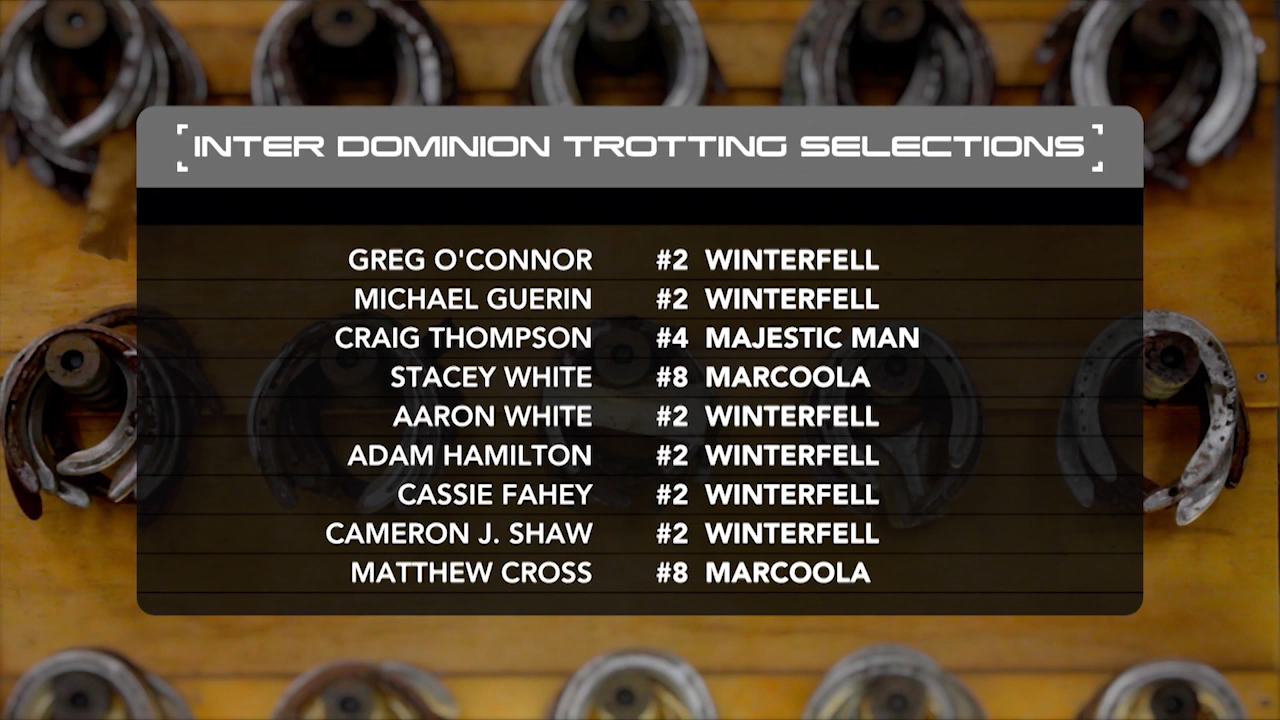 INTER DOMINION TROTTING SELECTIONS
GREG O'CONNOR #2 WINTERFELL
MICHAEL GUERIN #2 WINTERFELL
CRAIG THOMPSON #4 MAJESTIC MAN
STACEY WHITE #8 MARCOOLA
AARON WHITE #2 WINTERFELL
ADAM HAMILTON #2 WINTERFELL
CASSIE FAHEY #2 WINTERFELL
CAMERON J. SHAW #2 WINTERFELL
MATTHEW CROSS #8 MARCOOLA